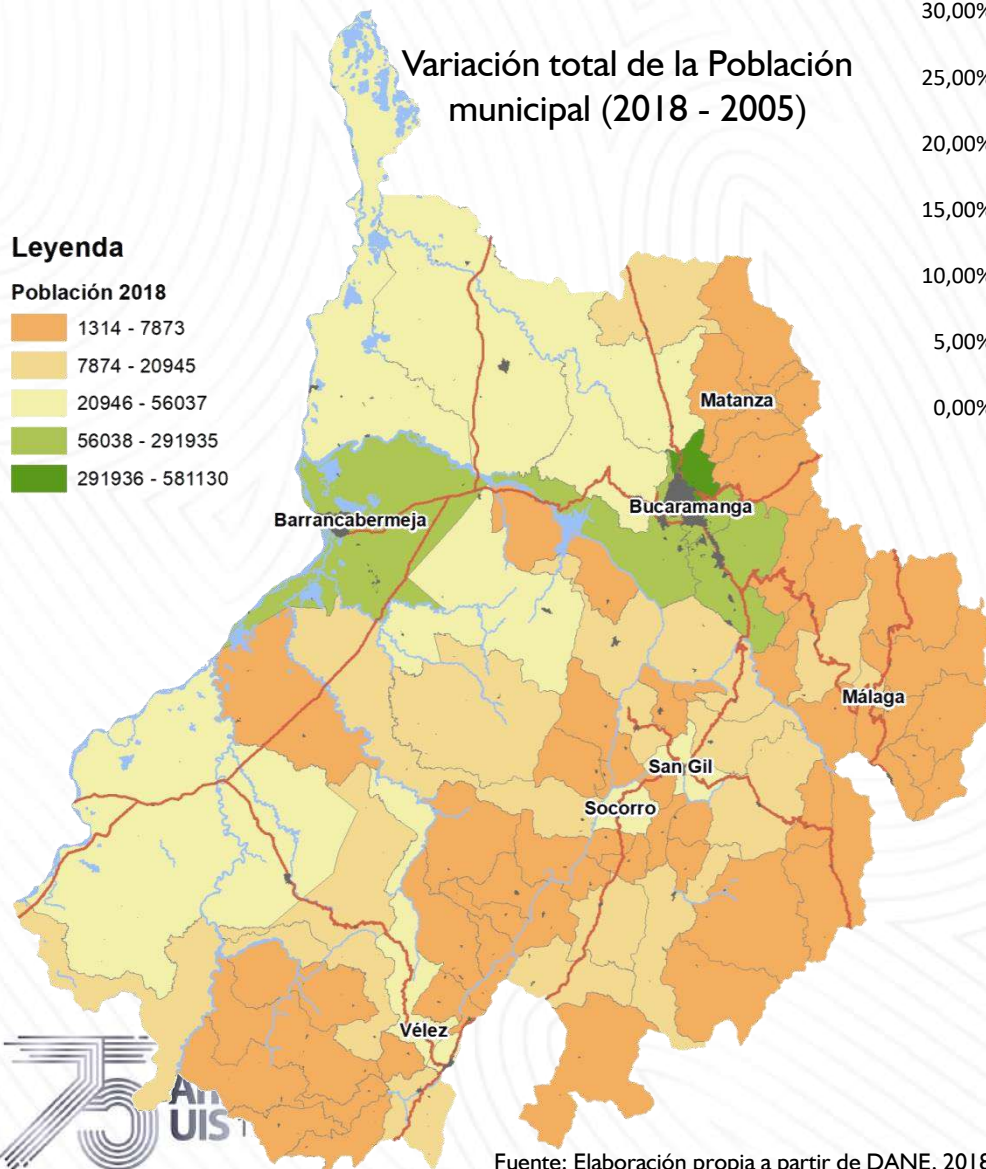 Variación total de la Población
municipal (2018 - 2005)
30,00%
25,00%
20,00%
15,00%
10,00%
5,00%
0,00%
Leyenda
Población 2018
1314 - 7873
7874 - 20945
20946 - 56037
56038 - 291935
291936 - 581130
Matanza
Bucaramanga
Barrancabermeja
Málaga
San Gil
Socorro
Vélez
75
UIS
Fuente: Elaboración propia a partir de DANE, 2018